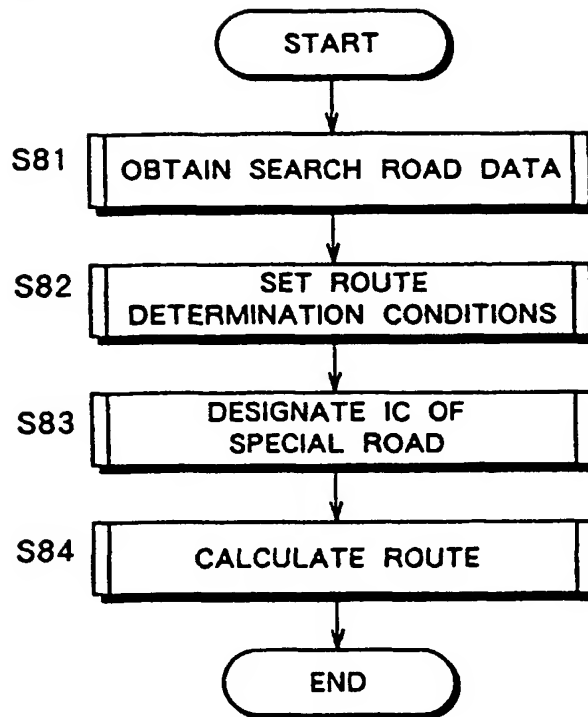 START
S81
OBTAIN SEARCH ROAD DATA
S82
SET ROUTE
DETERMINATION CONDITIONS
S83
DESIGNATE IC OF
SPECIAL ROAD
S84
CALCULATE ROUTE
END